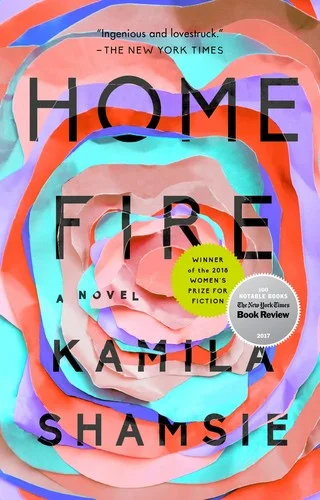 "Ingenious and lovestruck."
—THE NEW YORK TIMES
HOME
FIRE
WINNER
of the 2018
WOMEN'S
PRIZE FOR
FICTION
A NOVEL
100
NOTABLE BOOKS
The New York Times
Book Review
2017
KAMILA
SHAMSIE